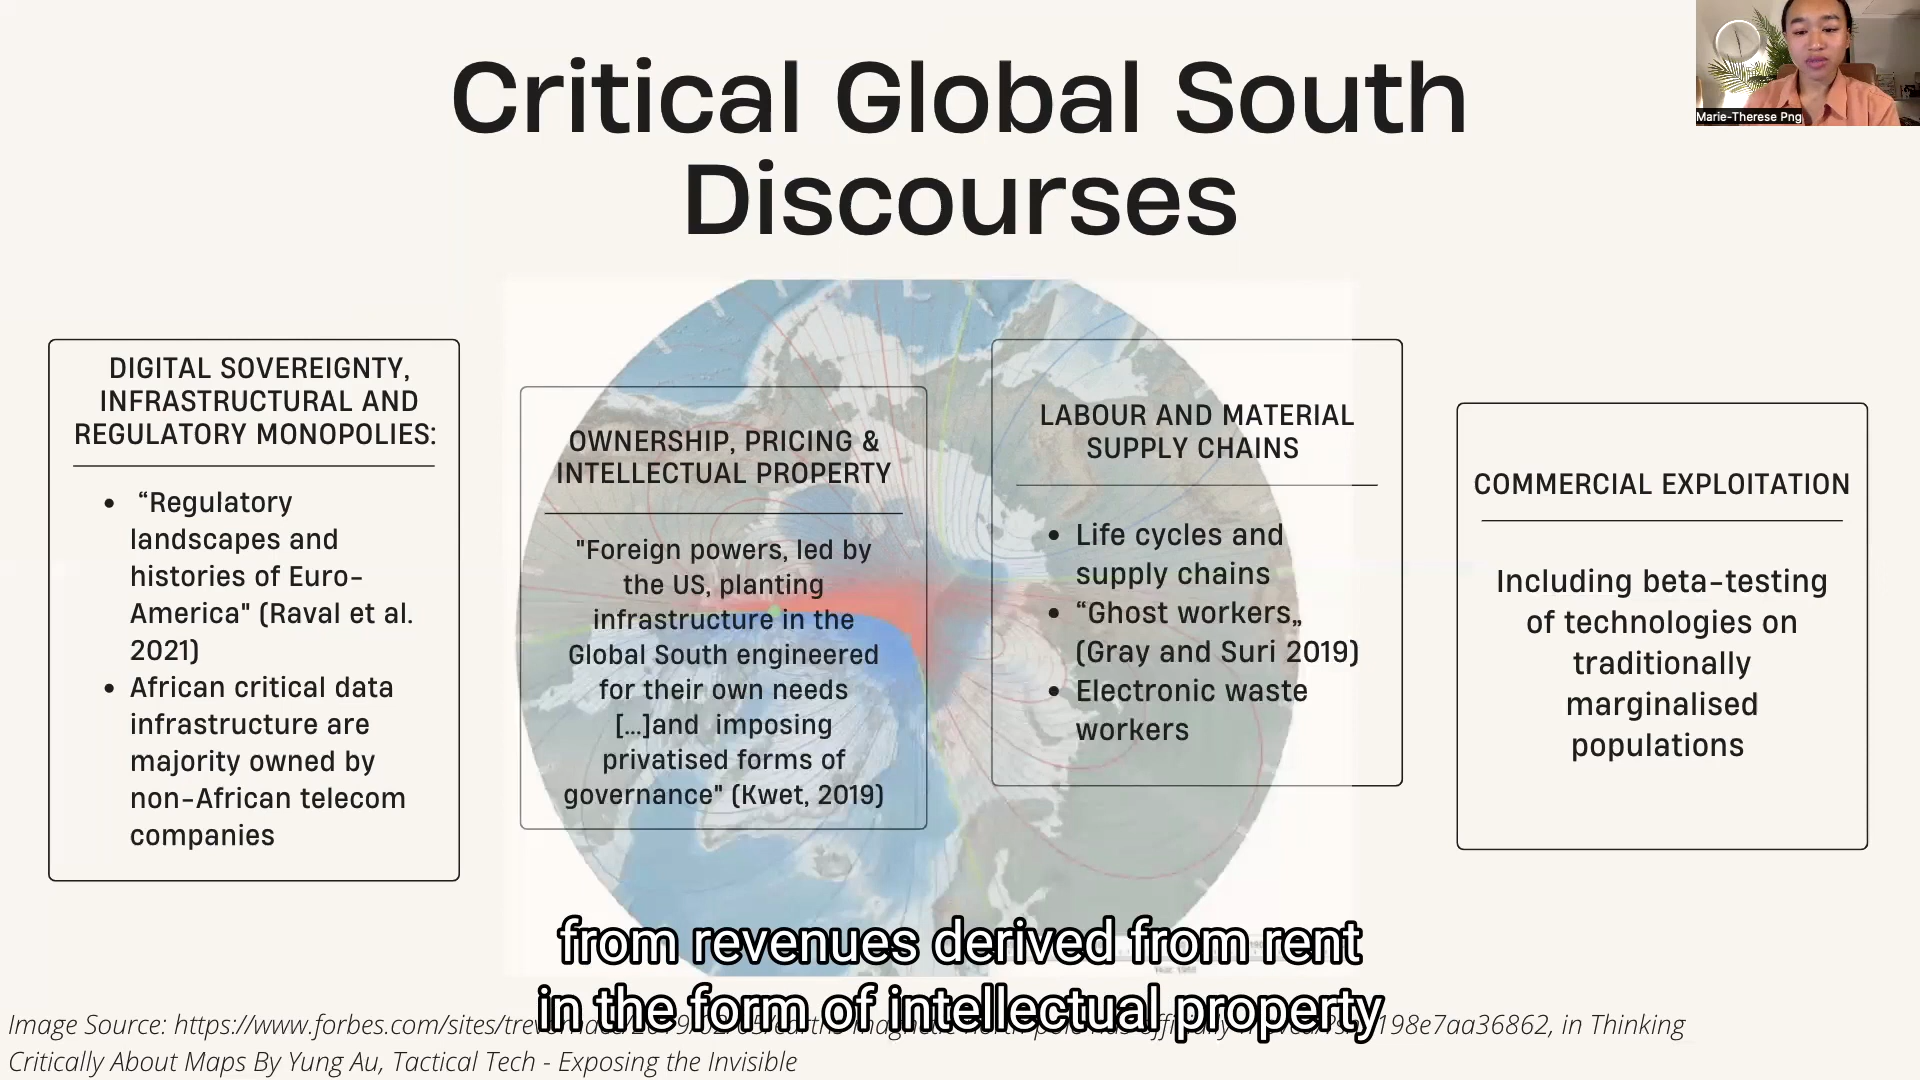 Critical Global South
Discourses
Marie-Therese Png
DIGITAL SOVEREIGNTY,
INFRASTRUCTURAL AND
REGULATORY MONOPOLIES:
• “Regulatory
landscapes and
histories of Euro-
America" (Raval et al.
2021)
• African critical data
infrastructure are
majority owned by
non-African telecom
companies
OWNERSHIP, PRICING &
INTELLECTUAL PROPERTY
"Foreign powers, led by
the US, planting
infrastructure in the
Global South engineered
for their own needs
[...]and imposing
privatised forms of
governance" (Kwet, 2019)
LABOUR AND MATERIAL
SUPPLY CHAINS
• Life cycles and
supply chains
• “Ghost workers„
(Gray and Suri 2019)
• Electronic waste
workers
COMMERCIAL EXPLOITATION
Including beta-testing
of technologies on
traditionally
marginalised
populations
from revenues derived from rent
in the form of intellectual property
Image Source: 198e7aa36862, in Thinking
Critically About Maps By Yung Au, Tactical Tech - Exposing the Invisible